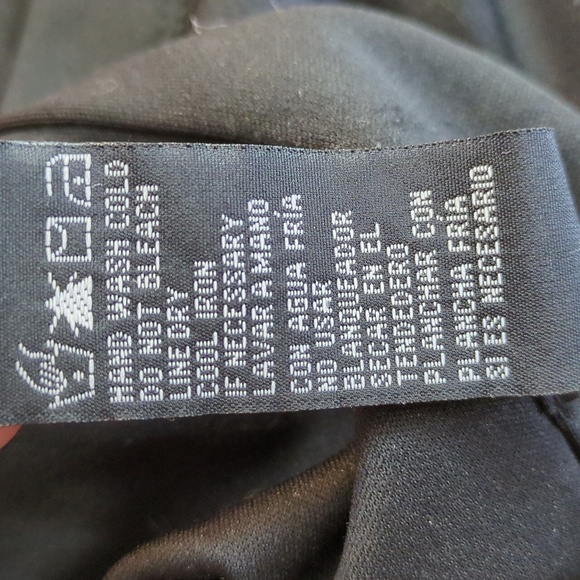 HAND WASH COLD
DO NOT BLEACH
LINE DRY
COOL IRON
IF NECESSARY
LAVAR A MANO
CON AGUA FRÍA
NO USAR
BLANQUEADOR
SECAR EN EL
TENDEDERO
PLANCHAR CON
PLANCHA FRÍA
SI ES NECESARIO